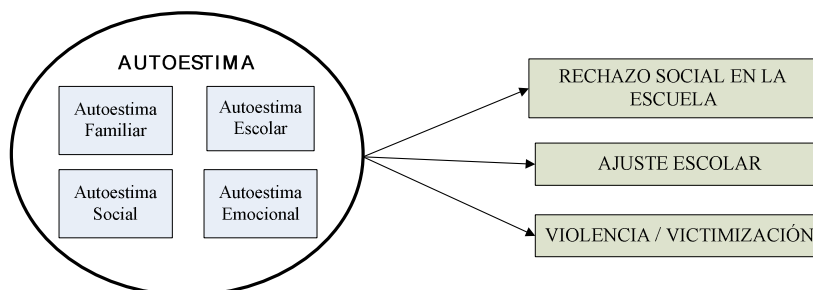 AUTOESTIMA
Autoestima
Familiar
Autoestima
Escolar
Autoestima
Social
Autoestima
Emocional
RECHAZO SOCIAL EN LA
ESCUELA
AJUSTE ESCOLAR
VIOLENCIA / VICTIMIZACIÓN